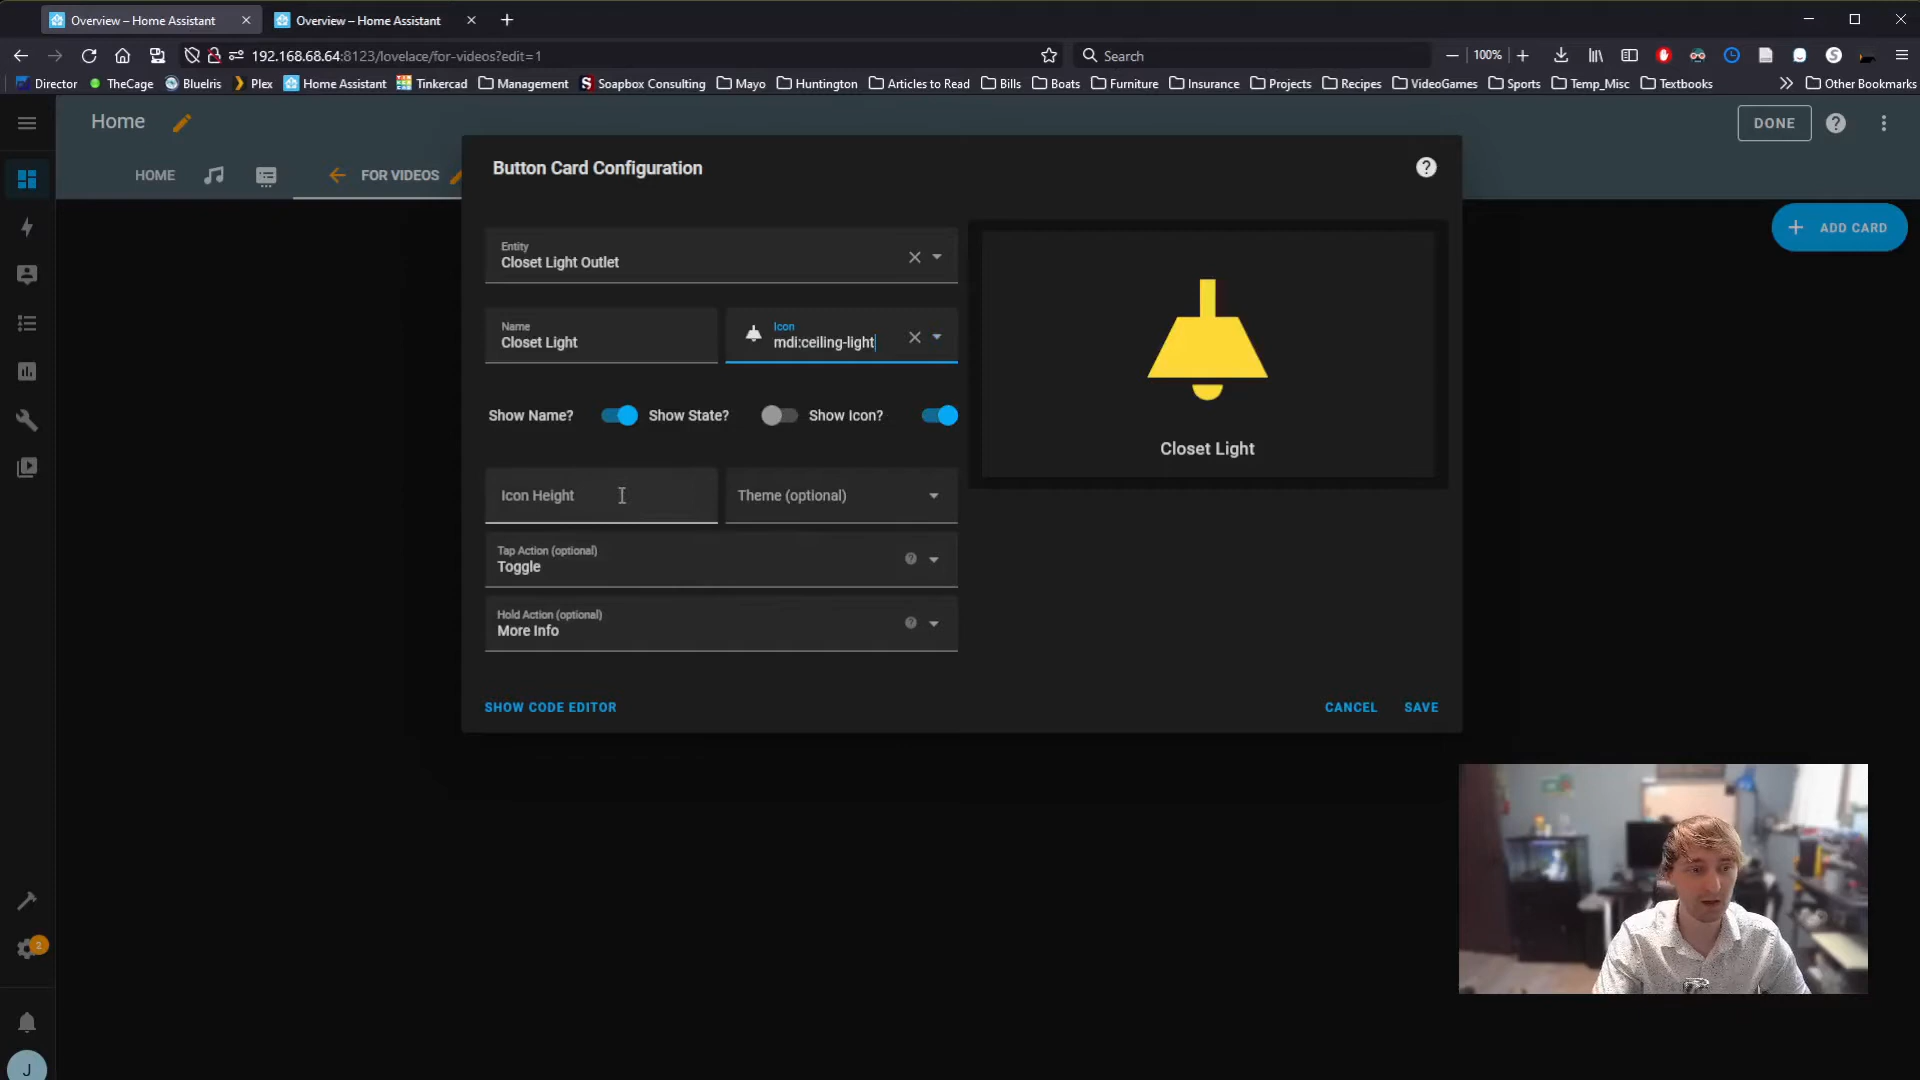 Overview – Home Assistant
Overview – Home Assistant
192.168.68.64:8123/lovelace/for-videos?edit=1
Search
100%
Director TheCage BlueIris Plex Home Assistant Tinkercad Management Soapbox Consulting Mayo Huntington Articles to Read Bills Boats Furniture Insurance Projects Recipes VideoGames Sports Temp_Misc Textbooks Other Bookmarks
Home
DONE
HOME
FOR VIDEOS
ADD CARD
Button Card Configuration
Entity
Closet Light Outlet
Name
Closet Light
Icon
mdi:ceiling-light
Show Name? Show State? Show Icon?
Closet Light
Icon Height
Theme (optional)
Tap Action (optional)
Toggle
Hold Action (optional)
More Info
SHOW CODE EDITOR
CANCEL
SAVE
2
J